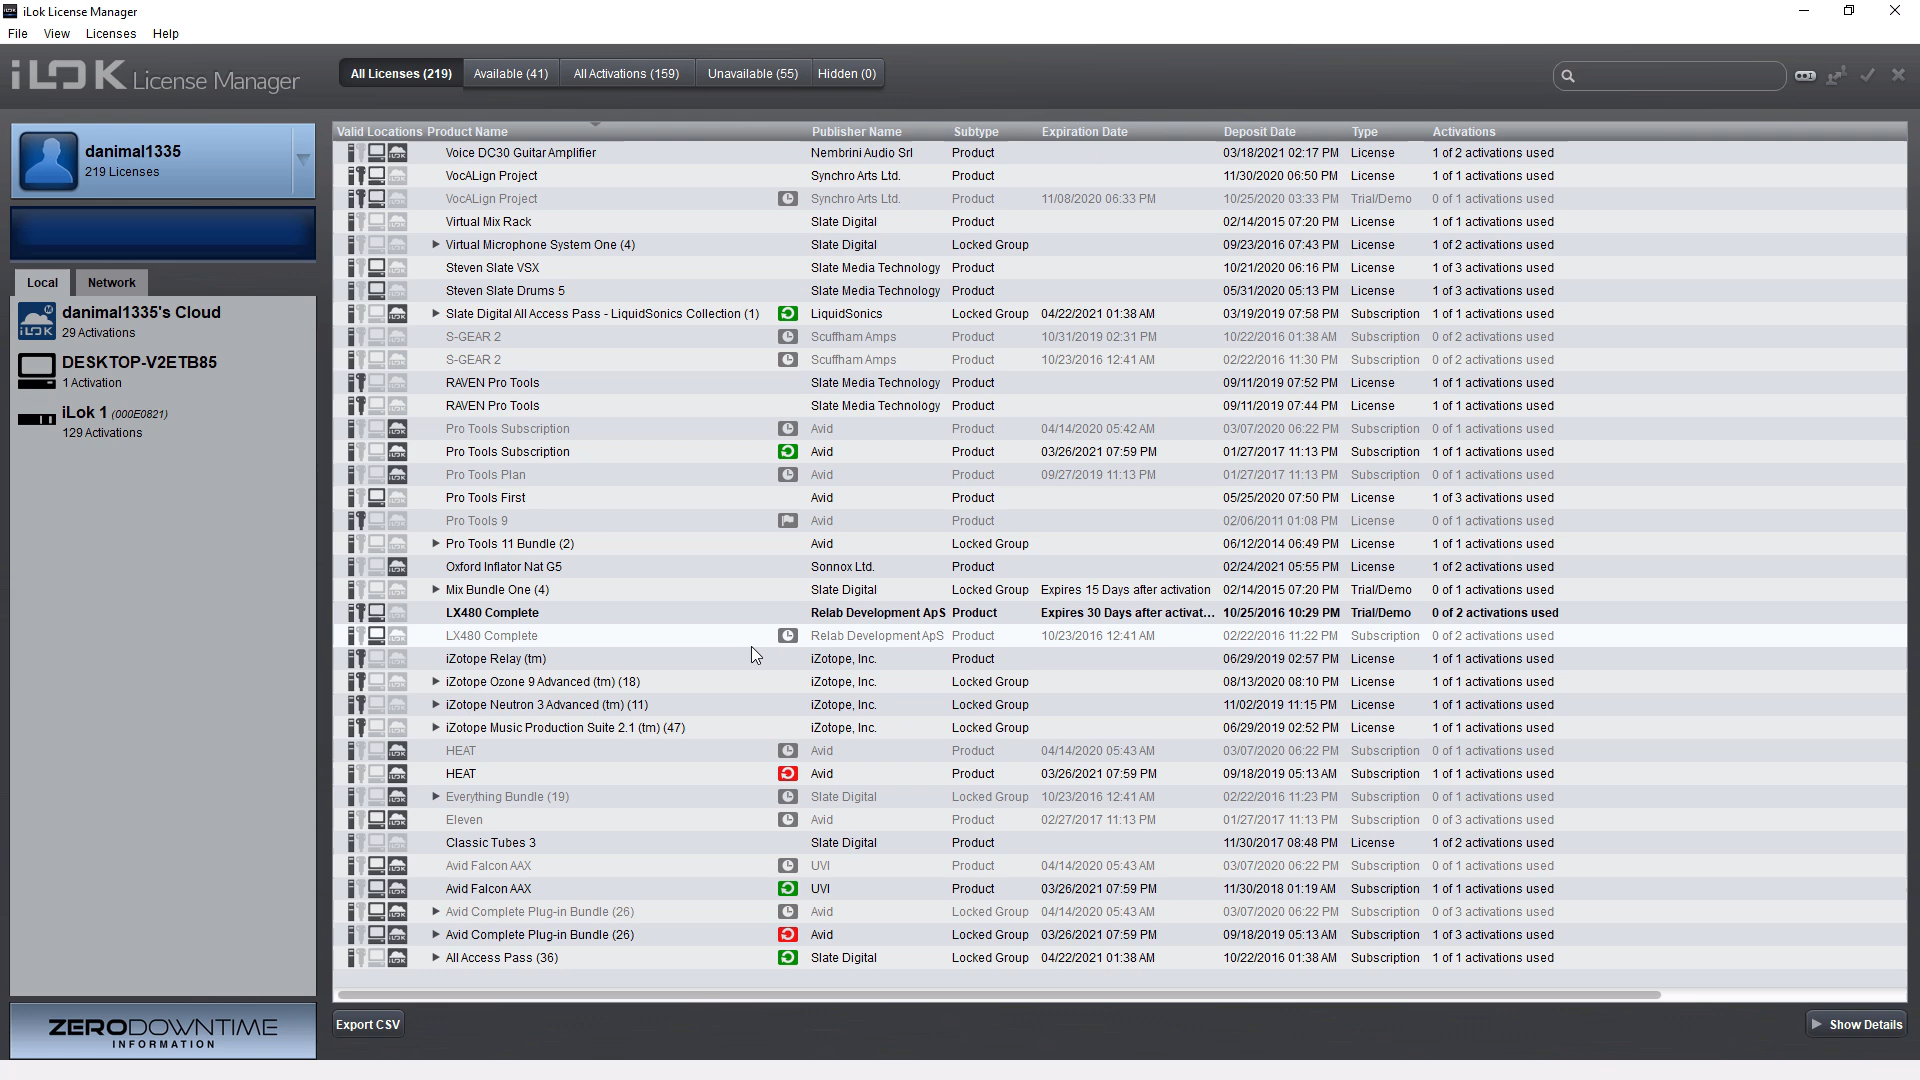 iLok License Manager
File View Licenses Help
iLOK License Manager
All Licenses (219) Available (41) All Activations (159) Unavailable (55) Hidden (0)
danimal1335
219 Licenses
Local Network
danimal1335's Cloud
29 Activations
DESKTOP-V2ETB85
1 Activation
iLok 1 (000E0821)
129 Activations
Valid Locations Product Name Publisher Name Subtype Expiration Date Deposit Date Type Activations
Voice DC30 Guitar Amplifier Nembrini Audio Srl Product 03/18/2021 02:17 PM License 1 of 2 activations used
VocALign Project Synchro Arts Ltd. Product 11/30/2020 06:50 PM License 1 of 1 activations used
VocALign Project Synchro Arts Ltd. Product 11/08/2020 06:33 PM 10/25/2020 03:33 PM Trial/Demo 0 of 1 activations used
Virtual Mix Rack Slate Digital Product 02/14/2015 07:20 PM License 1 of 1 activations used
Virtual Microphone System One (4) Slate Digital Locked Group 09/23/2016 07:43 PM License 1 of 2 activations used
Steven Slate VSX Slate Media Technology Product 10/21/2020 06:16 PM License 1 of 3 activations used
Steven Slate Drums 5 Slate Media Technology Product 05/31/2020 05:13 PM License 1 of 3 activations used
Slate Digital All Access Pass - LiquidSonics Collection (1) LiquidSonics Locked Group 04/22/2021 01:38 AM 03/19/2019 07:58 PM Subscription 1 of 1 activations used
S-GEAR 2 Scuffham Amps Product 10/31/2019 02:31 PM 10/22/2016 01:38 AM Subscription 0 of 2 activations used
S-GEAR 2 Scuffham Amps Product 10/23/2016 12:41 AM 02/22/2016 11:30 PM Subscription 0 of 2 activations used
RAVEN Pro Tools Slate Media Technology Product 09/11/2019 07:52 PM License 1 of 1 activations used
RAVEN Pro Tools Slate Media Technology Product 09/11/2019 07:44 PM License 1 of 1 activations used
Pro Tools Subscription Avid Product 04/14/2020 05:42 AM 03/07/2020 06:22 PM Subscription 0 of 1 activations used
Pro Tools Subscription Avid Product 03/26/2021 07:59 PM 01/27/2017 11:13 PM Subscription 1 of 1 activations used
Pro Tools Plan Avid Product 09/27/2019 11:13 PM 01/27/2017 11:13 PM Subscription 0 of 1 activations used
Pro Tools First Avid Product 05/25/2020 07:50 PM License 1 of 3 activations used
Pro Tools 9 Avid Product 02/06/2011 01:08 PM License 0 of 1 activations used
Pro Tools 11 Bundle (2) Avid Locked Group 06/12/2014 06:49 PM License 1 of 1 activations used
Oxford Inflator Nat G5 Sonnox Ltd. Product 02/24/2021 05:55 PM License 1 of 2 activations used
Mix Bundle One (4) Slate Digital Locked Group Expires 15 Days after activation 02/14/2015 07:20 PM Trial/Demo 0 of 1 activations used
LX480 Complete Relab Development ApS Product Expires 30 Days after activat... 10/25/2016 10:29 PM Trial/Demo 0 of 2 activations used
LX480 Complete Relab Development ApS Product 10/23/2016 12:41 AM 02/22/2016 11:22 PM Subscription 0 of 2 activations used
iZotope Relay (tm) iZotope, Inc. Product 06/29/2019 02:57 PM License 1 of 1 activations used
iZotope Ozone 9 Advanced (tm) (18) iZotope, Inc. Locked Group 08/13/2020 08:10 PM License 1 of 1 activations used
iZotope Neutron 3 Advanced (tm) (11) iZotope, Inc. Locked Group 11/02/2019 11:15 PM License 1 of 1 activations used
iZotope Music Production Suite 2.1 (tm) (47) iZotope, Inc. Locked Group 06/29/2019 02:52 PM License 1 of 1 activations used
HEAT Avid Product 04/14/2020 05:43 AM 03/07/2020 06:22 PM Subscription 0 of 1 activations used
HEAT Avid Product 03/26/2021 07:59 PM 09/18/2019 05:13 AM Subscription 1 of 1 activations used
Everything Bundle (19) Slate Digital Locked Group 10/23/2016 12:41 AM 02/22/2016 11:23 PM Subscription 0 of 1 activations used
Eleven Avid Product 02/27/2017 11:13 PM 01/27/2017 11:13 PM Subscription 0 of 3 activations used
Classic Tubes 3 Slate Digital Product 11/30/2017 08:48 PM License 1 of 2 activations used
Avid Falcon AAX UVI Product 04/14/2020 05:43 AM 03/07/2020 06:22 PM Subscription 0 of 1 activations used
Avid Falcon AAX UVI Product 03/26/2021 07:59 PM 11/30/2018 01:19 AM Subscription 1 of 1 activations used
Avid Complete Plug-in Bundle (26) Avid Locked Group 04/14/2020 05:43 AM 03/07/2020 06:22 PM Subscription 0 of 3 activations used
Avid Complete Plug-in Bundle (26) Avid Locked Group 03/26/2021 07:59 PM 09/18/2019 05:13 AM Subscription 1 of 3 activations used
All Access Pass (36) Slate Digital Locked Group 04/22/2021 01:38 AM 10/22/2016 01:38 AM Subscription 1 of 1 activations used
ZERODOWNTIME
INFORMATION
Export CSV
Show Details